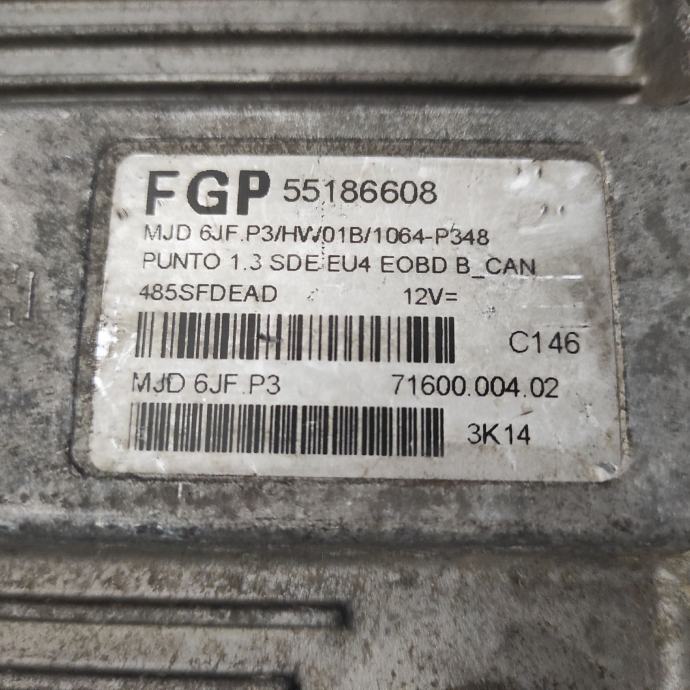 FGP 55186608
MJD 6JF.P3/HW01B/1064-P348
PUNTO 1.3 SDE EU4 EOBD B_CAN
485SFDEAD 12V=
C146
MJD 6JF.P3 71600.004.02
3K14